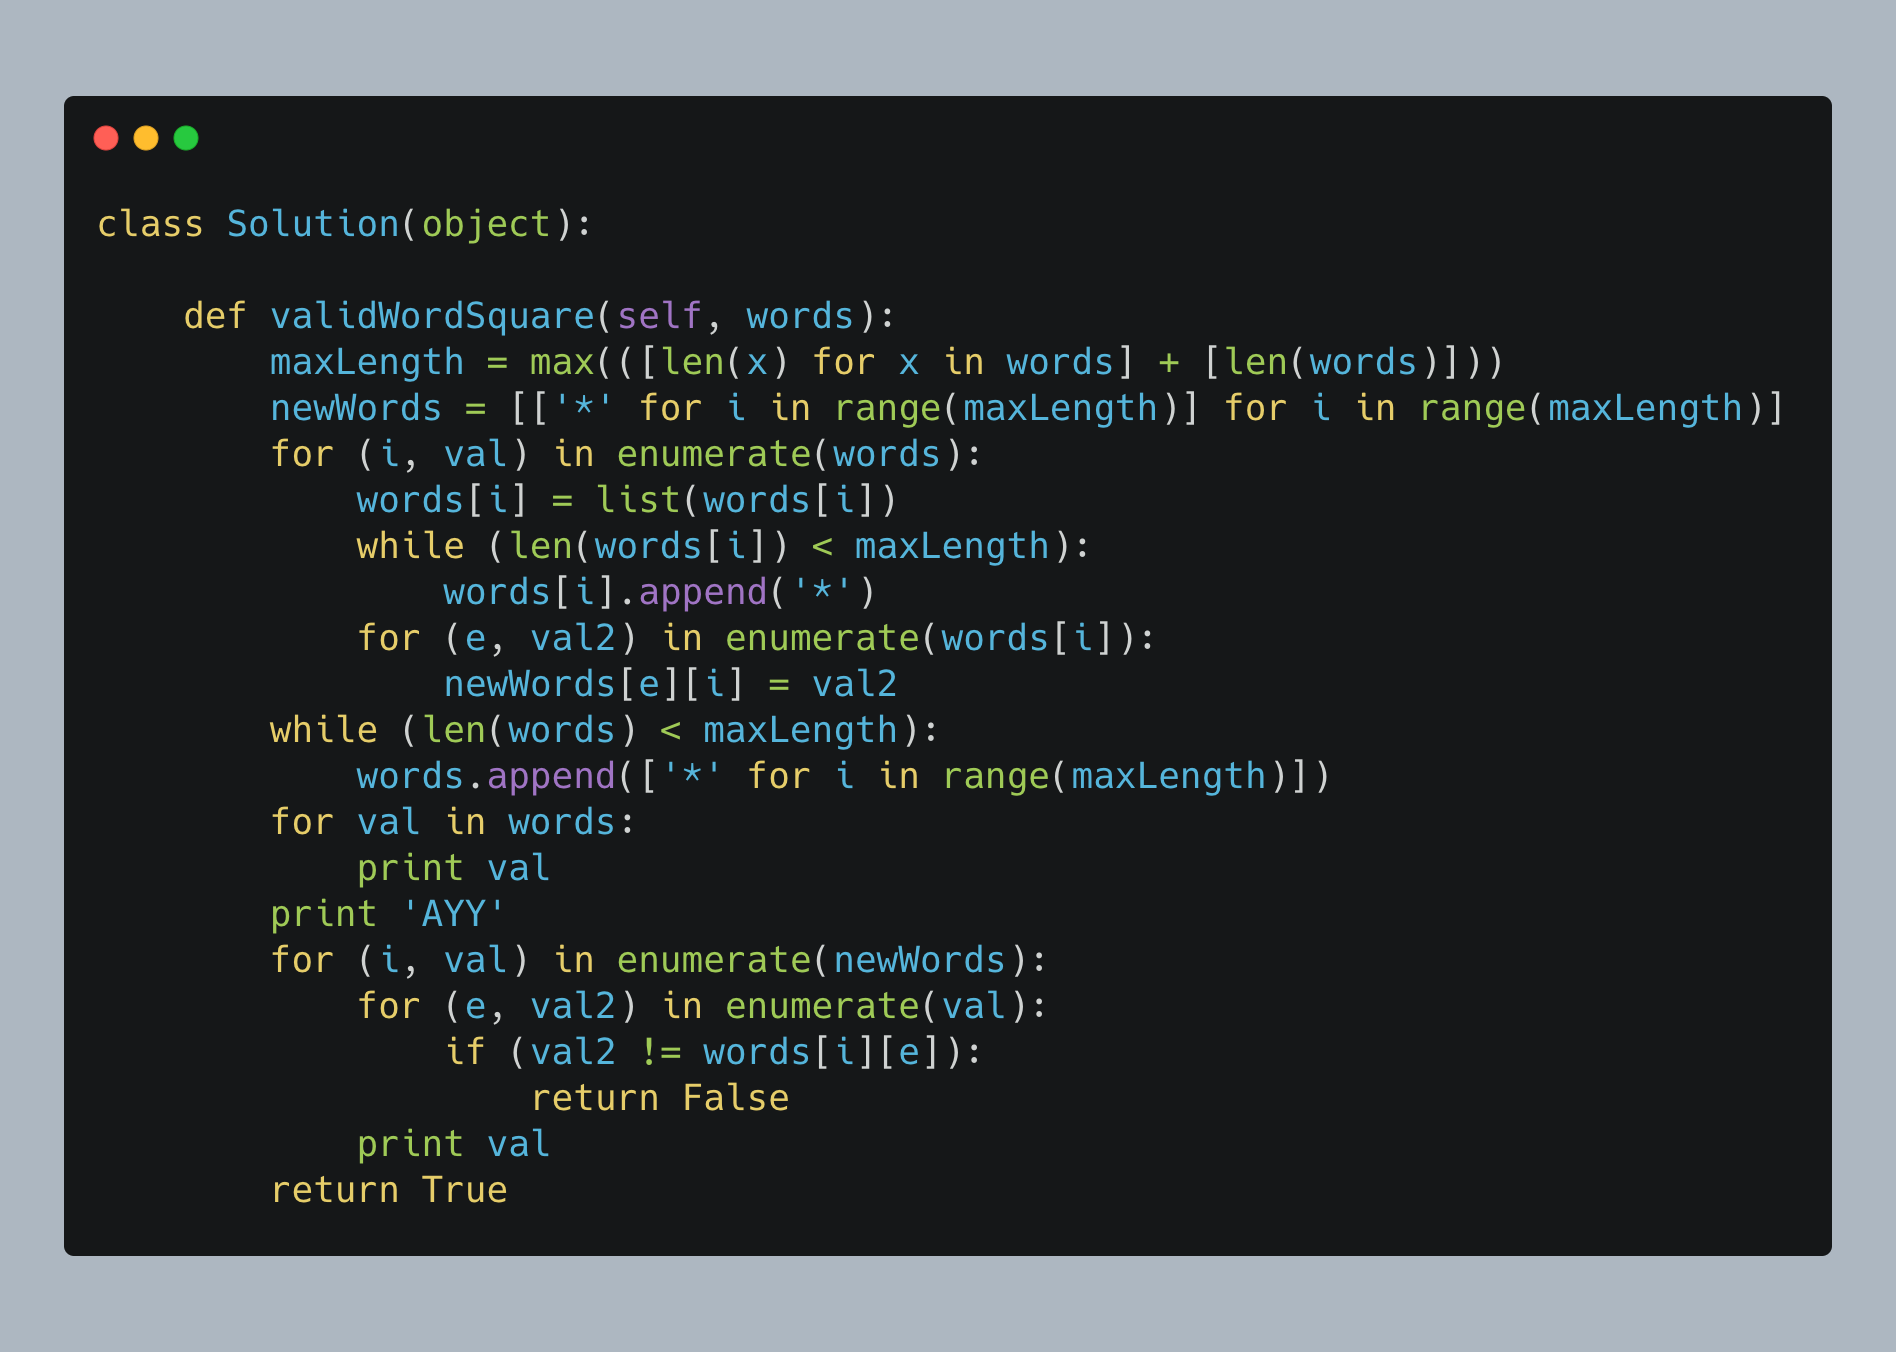 class Solution(object):

    def validWordSquare(self, words):
        maxLength = max(([len(x) for x in words] + [len(words)]))
        newWords = [['*' for i in range(maxLength)] for i in range(maxLength)]
        for (i, val) in enumerate(words):
            words[i] = list(words[i])
            while (len(words[i]) < maxLength):
                words[i].append('*')
            for (e, val2) in enumerate(words[i]):
                newWords[e][i] = val2
        while (len(words) < maxLength):
            words.append(['*' for i in range(maxLength)])
        for val in words:
            print val
        print 'AYY'
        for (i, val) in enumerate(newWords):
            for (e, val2) in enumerate(val):
                if (val2 != words[i][e]):
                    return False
            print val
        return True